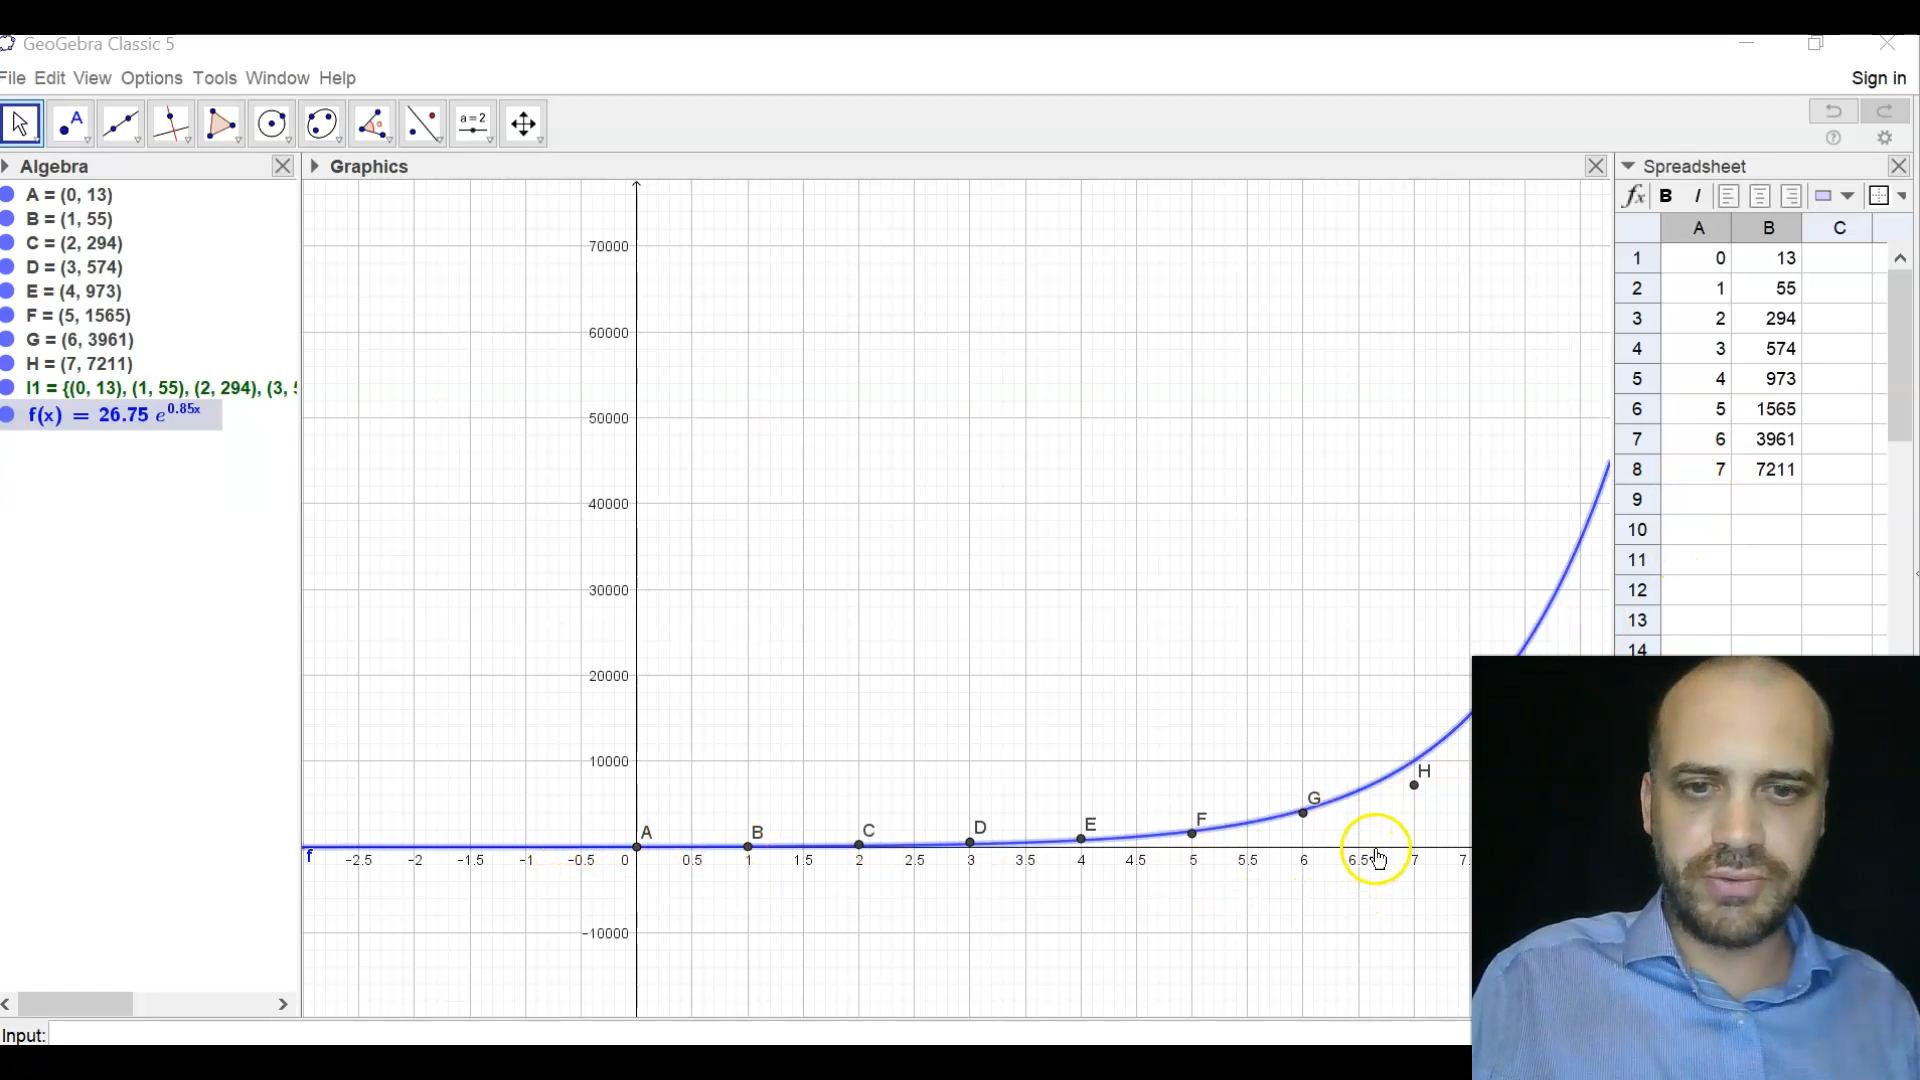 GeoGebra Classic 5
File Edit View Options Tools Window Help
Sign in
A
a=2
Algebra
Graphics
Spreadsheet
A = (0, 13)
B = (1, 55)
C = (2, 294)
D = (3, 574)
E = (4, 973)
F = (5, 1565)
G = (6, 3961)
H = (7, 7211)
l1 = {(0, 13), (1, 55), (2, 294), (3,
f(x) = 26.75 e^0.85x
70000
60000
50000
40000
30000
20000
10000
-10000
A B C D E F G H
f
-2.5 -2 -1.5 -1 -0.5 0 0.5 1 1.5 2 2.5 3 3.5 4 4.5 5 5.5 6 6.5 7 7.
fx B I
A B C
1 0 13
2 1 55
3 2 294
4 3 574
5 4 973
6 5 1565
7 6 3961
8 7 7211
9
10
11
12
13
14
Input: